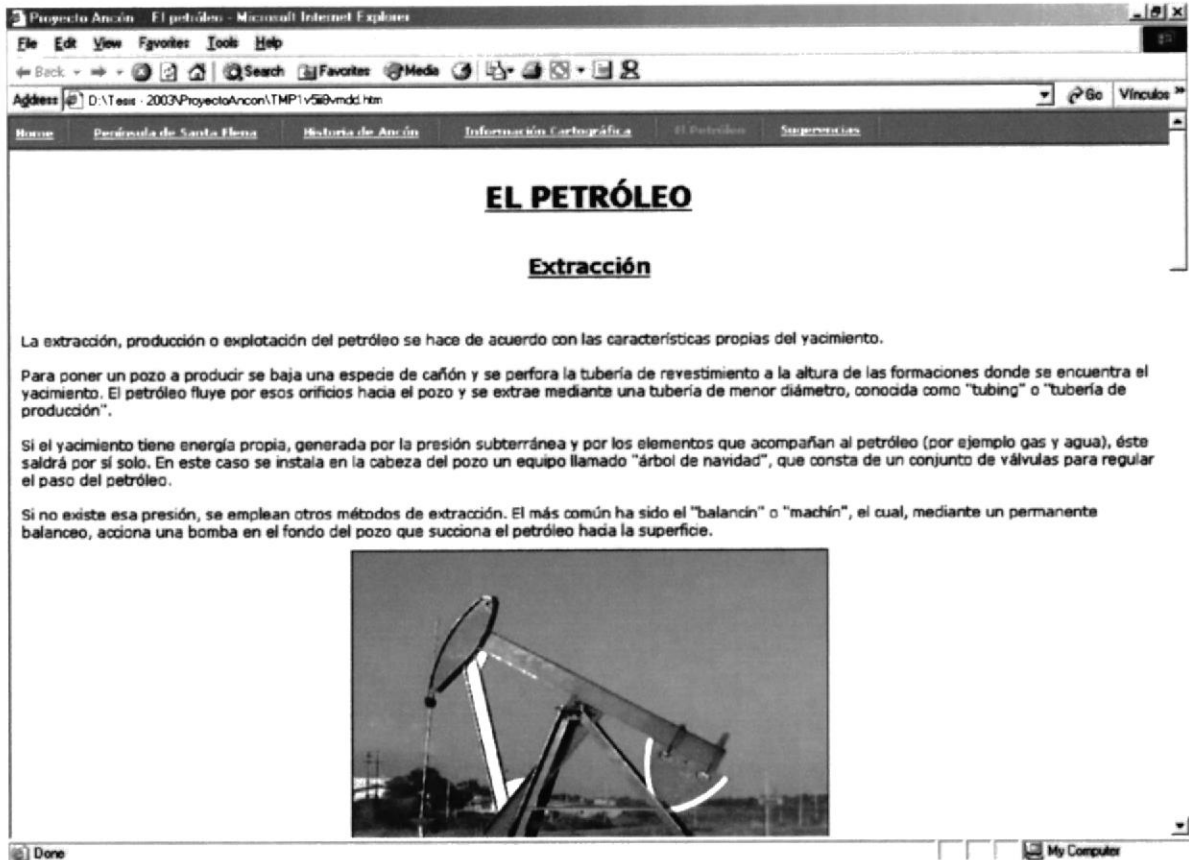 Proyecto Ancón - El petróleo - Microsoft Internet Explorer
File Edit View Favorites Tools Help
Back Search Favorites Media
Address D:\Tesis - 2003\ProyectoAncon\TMP1v5ii9vmdd.htm Go Vínculos »
Home Península de Santa Elena Historia de Ancón Información Cartográfica El Petróleo Sugerencias
EL PETRÓLEO
Extracción
La extracción, producción o explotación del petróleo se hace de acuerdo con las características propias del yacimiento.
Para poner un pozo a producir se baja una especie de cañón y se perfora la tubería de revestimiento a la altura de las formaciones donde se encuentra el
yacimiento. El petróleo fluye por esos orificios hacia el pozo y se extrae mediante una tubería de menor diámetro, conocida como "tubing" o "tubería de
producción".
Si el yacimiento tiene energía propia, generada por la presión subterránea y por los elementos que acompañan al petróleo (por ejemplo gas y agua), éste
saldrá por sí solo. En este caso se instala en la cabeza del pozo un equipo llamado "árbol de navidad", que consta de un conjunto de válvulas para regular
el paso del petróleo.
Si no existe esa presión, se emplean otros métodos de extracción. El más común ha sido el "balancín" o "machín", el cual, mediante un permanente
balanceo, acciona una bomba en el fondo del pozo que succiona el petróleo hacia la superficie.
Done My Computer